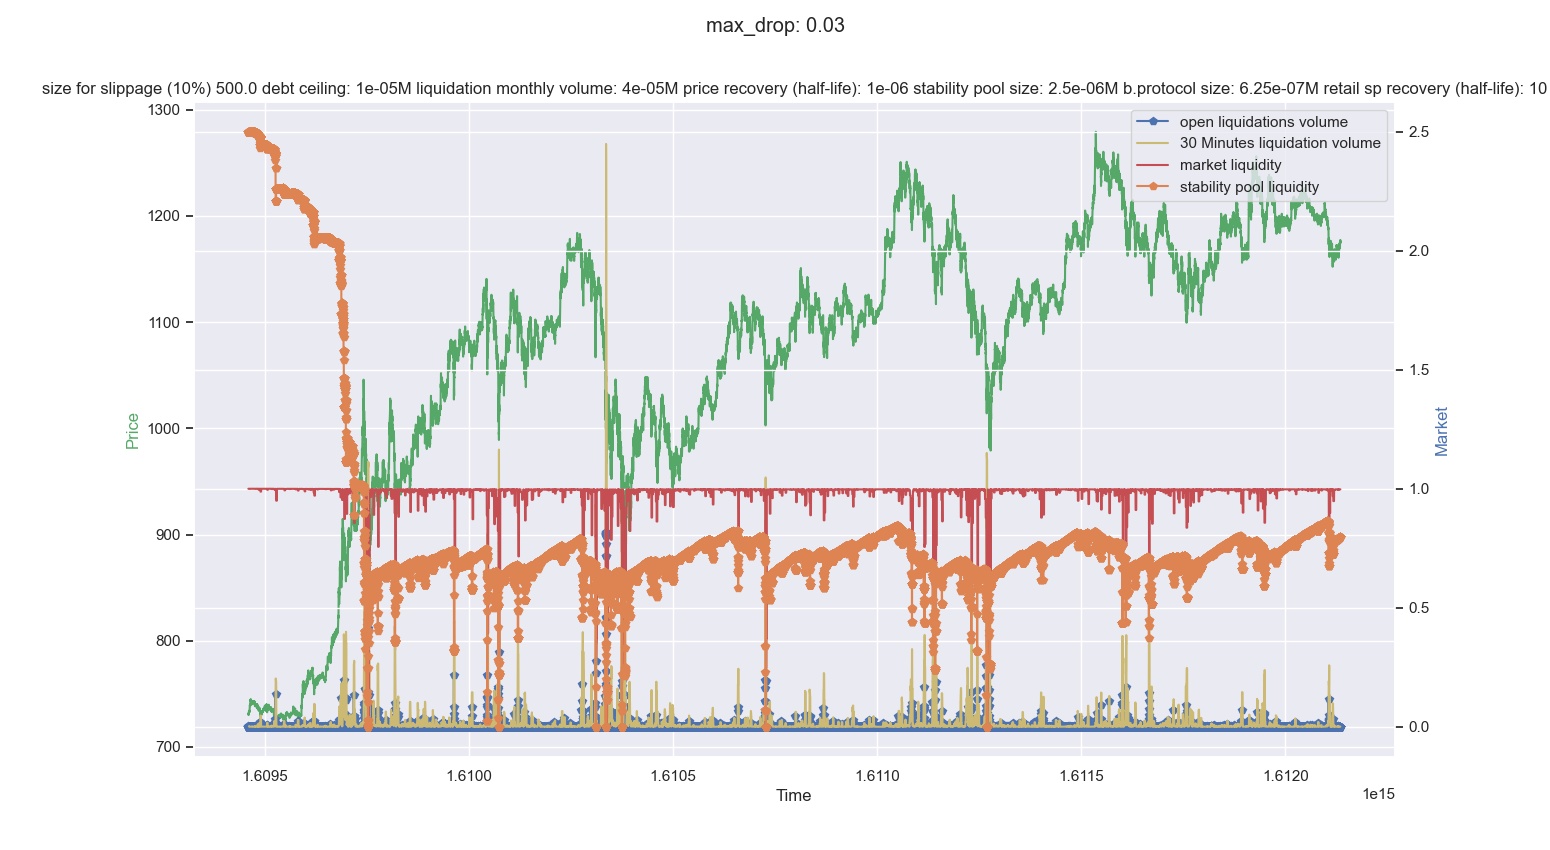 max_drop: 0.03
size for slippage (10%) 500.0 debt ceiling: 1e-05M liquidation monthly volume: 4e-05M price recovery (half-life): 1e-06 stability pool size: 2.5e-06M b.protocol size: 6.25e-07M retail sp recovery (half-life): 10
open liquidations volume
30 Minutes liquidation volume
market liquidity
stability pool liquidity
1300
1200
1100
1000
900
800
700
Price
2.5
2.0
1.5
1.0
0.5
0.0
Market
1.6095 1.6100 1.6105 1.6110 1.6115 1.6120
1e15
Time